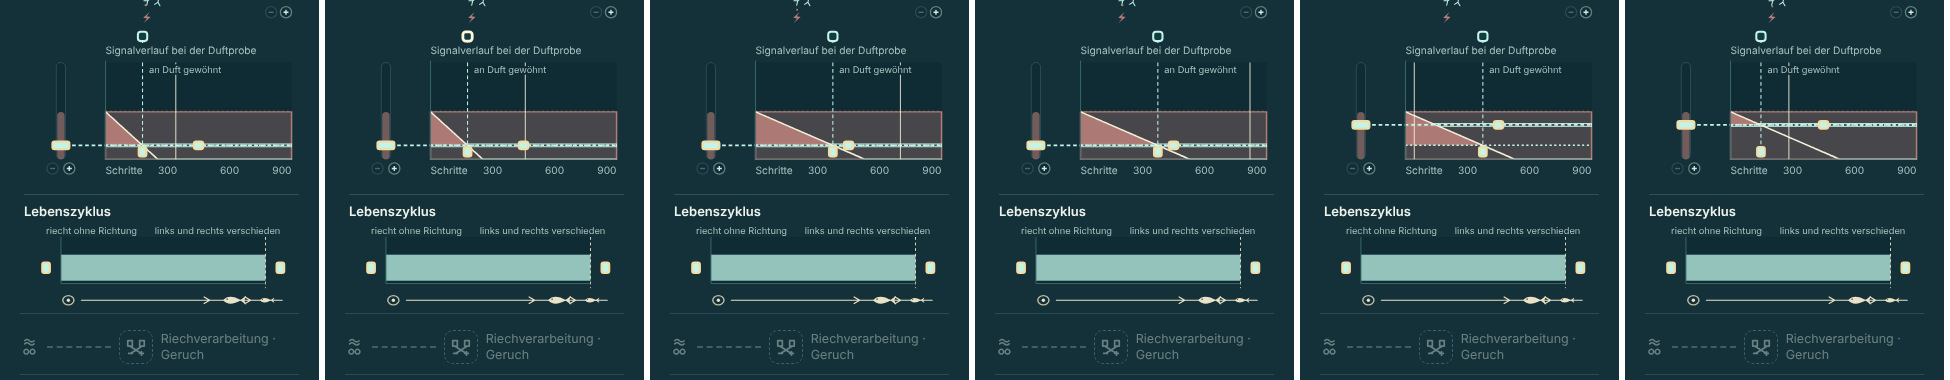 Signalverlauf bei der Duftprobe
an Duft gewöhnt
Schritte 300 600 900
Lebenszyklus
riecht ohne Richtung links und rechts verschieden
Riechverarbeitung ·
Geruch
Signalverlauf bei der Duftprobe
an Duft gewöhnt
Schritte 300 600 900
Lebenszyklus
riecht ohne Richtung links und rechts verschieden
Riechverarbeitung ·
Geruch
Signalverlauf bei der Duftprobe
an Duft gewöhnt
Schritte 300 600 900
Lebenszyklus
riecht ohne Richtung links und rechts verschieden
Riechverarbeitung ·
Geruch
Signalverlauf bei der Duftprobe
an Duft gewöhnt
Schritte 300 600 900
Lebenszyklus
riecht ohne Richtung links und rechts verschieden
Riechverarbeitung ·
Geruch
Signalverlauf bei der Duftprobe
an Duft gewöhnt
Schritte 300 600 900
Lebenszyklus
riecht ohne Richtung links und rechts verschieden
Riechverarbeitung ·
Geruch
Signalverlauf bei der Duftprobe
an Duft gewöhnt
Schritte 300 600 900
Lebenszyklus
riecht ohne Richtung links und rechts verschieden
Riechverarbeitung ·
Geruch